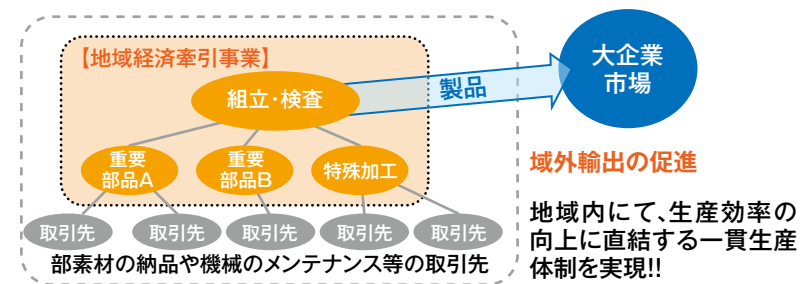 【地域経済牽引事業】
組立・検査
製品
大企業
市場
重要
部品A
重要
部品B
特殊加工
域外輸出の促進
取引先
取引先
取引先
取引先
取引先
地域内にて、生産効率の
向上に直結する一貫生産
体制を実現!!
部素材の納品や機械のメンテナンス等の取引先